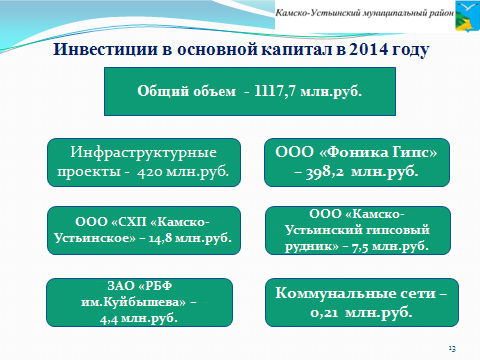 Камско-Устьинский муниципальный район
Инвестиции в основной капитал в 2014 году
Общий объем - 1117,7 млн.руб.
Инфраструктурные
проекты - 420 млн.руб.
ООО «Фоника Гипс»
– 398,2 млн.руб.
ООО «СХП «Камско-
Устьинское» – 14,8 млн.руб.
ООО «Камско-
Устьинский гипсовый
рудник» – 7,5 млн.руб.
ЗАО «РБФ
им.Куйбышева» –
4,4 млн.руб.
Коммунальные сети –
0,21 млн.руб.
13